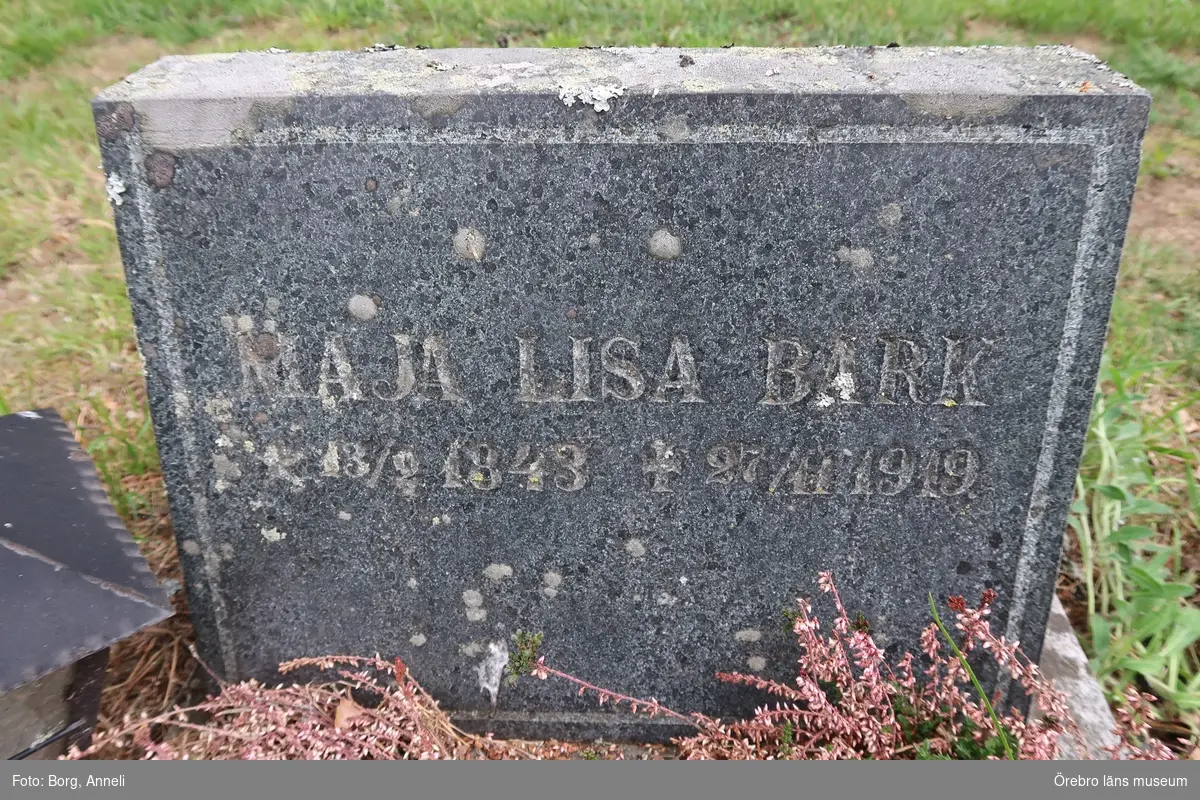 MAJA LISA BARK
* 13/2 1843 † 27/11 1919.
Foto: Borg, Anneli
Örebro läns museum